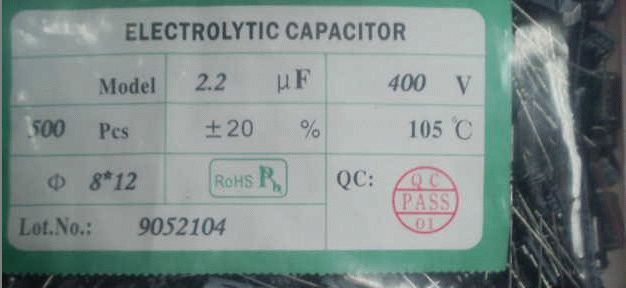 ELECTROLYTIC CAPACITOR
Model 2.2 μF 400 V
500 Pcs ±20 % 105 ℃
Φ 8*12 RoHS Pb QC: QC PASS 01
Lot.No.: 9052104